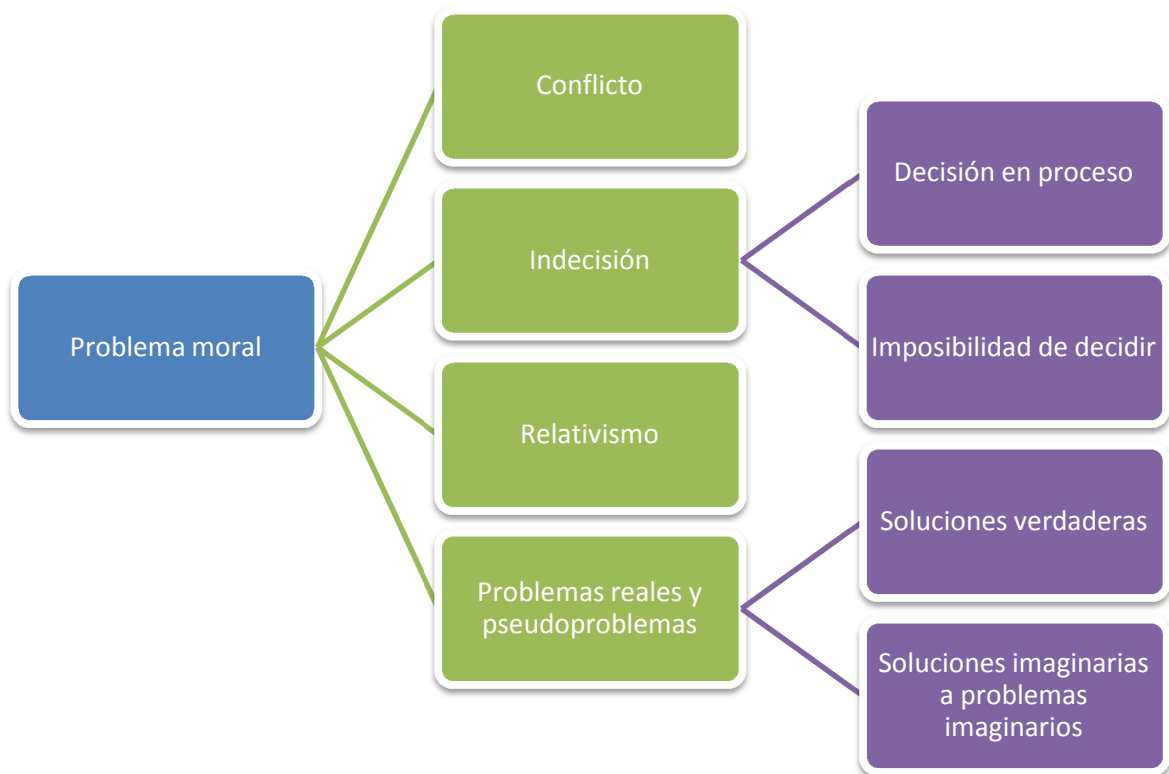 Problema moral
Conflicto
Indecisión
Relativismo
Problemas reales y
pseudoproblemas
Decisión en proceso
Imposibilidad de decidir
Soluciones verdaderas
Soluciones imaginarias
a problemas
imaginarios